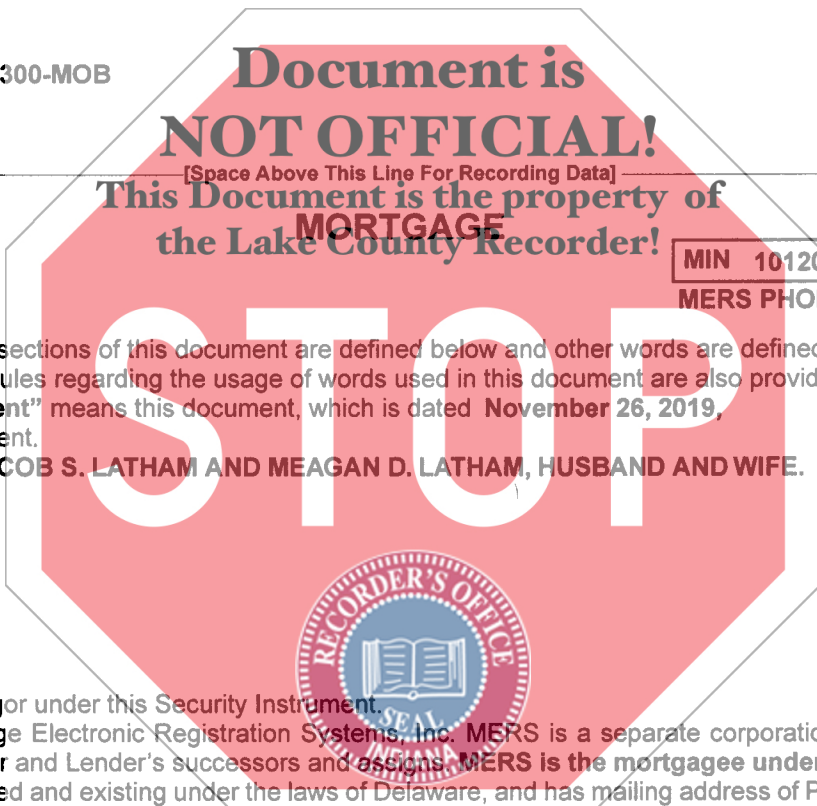 300-MOB
Document is
NOT OFFICIAL!
[Space Above This Line For Recording Data]
This Document is the property of
MORTGAGE
the Lake County Recorder!
MIN 10120
MERS PHO
STOP
sections of this document are defined below and other words are defined
ules regarding the usage of words used in this document are also provid
ent” means this document, which is dated November 26, 2019,
ent.
COB S. LATHAM AND MEAGAN D. LATHAM, HUSBAND AND WIFE.
RECORDER'S OFFICE
SEAL
INDIANA
gor under this Security Instrument.
ge Electronic Registration Systems, Inc. MERS is a separate corporatio
r and Lender’s successors and assigns. MERS is the mortgagee under
ed and existing under the laws of Delaware, and has mailing address of P